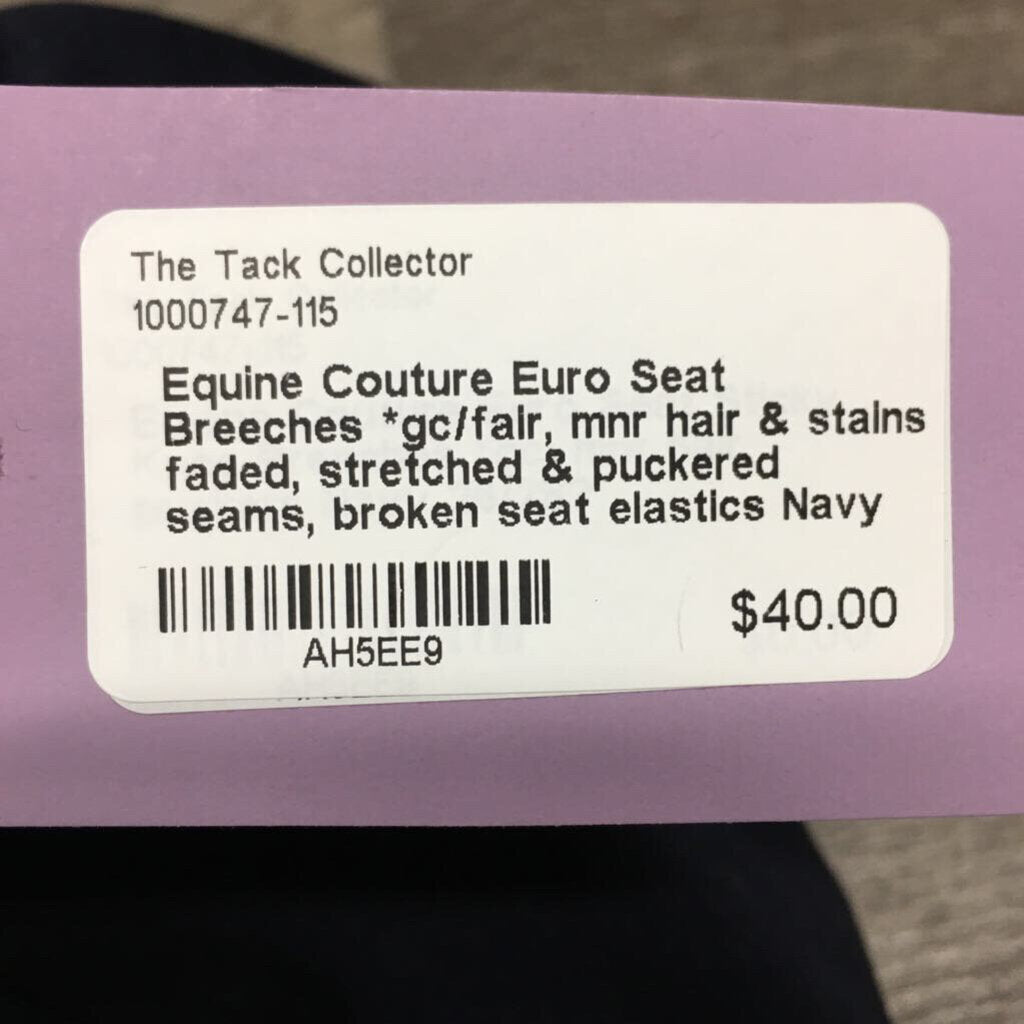 The Tack Collector
1000747-115
Equine Couture Euro Seat
Breeches *gc/fair, mnr hair & stains
faded, stretched & puckered
seams, broken seat elastics Navy
AH5EE9
$40.00